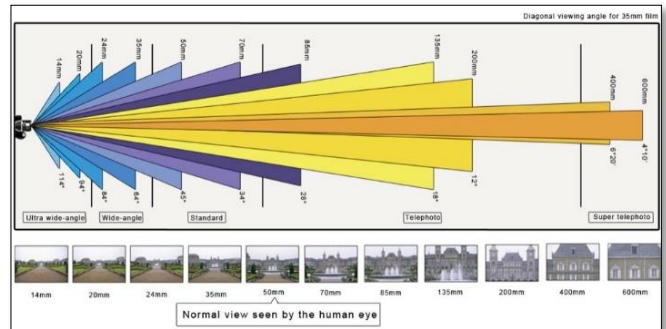 Diagonal viewing angle for 35mm film
14mm
20mm
24mm
35mm
50mm
70mm
85mm
135mm
200mm
400mm
600mm
114°
94°
84°
64°
45°
34°
28°
18°
12°
6°20'
4°10'
Ultra wide-angle
Wide-angle
Standard
Telephoto
Super telephoto
14mm
20mm
24mm
35mm
50mm
70mm
85mm
135mm
200mm
400mm
600mm
Normal view seen by the human eye